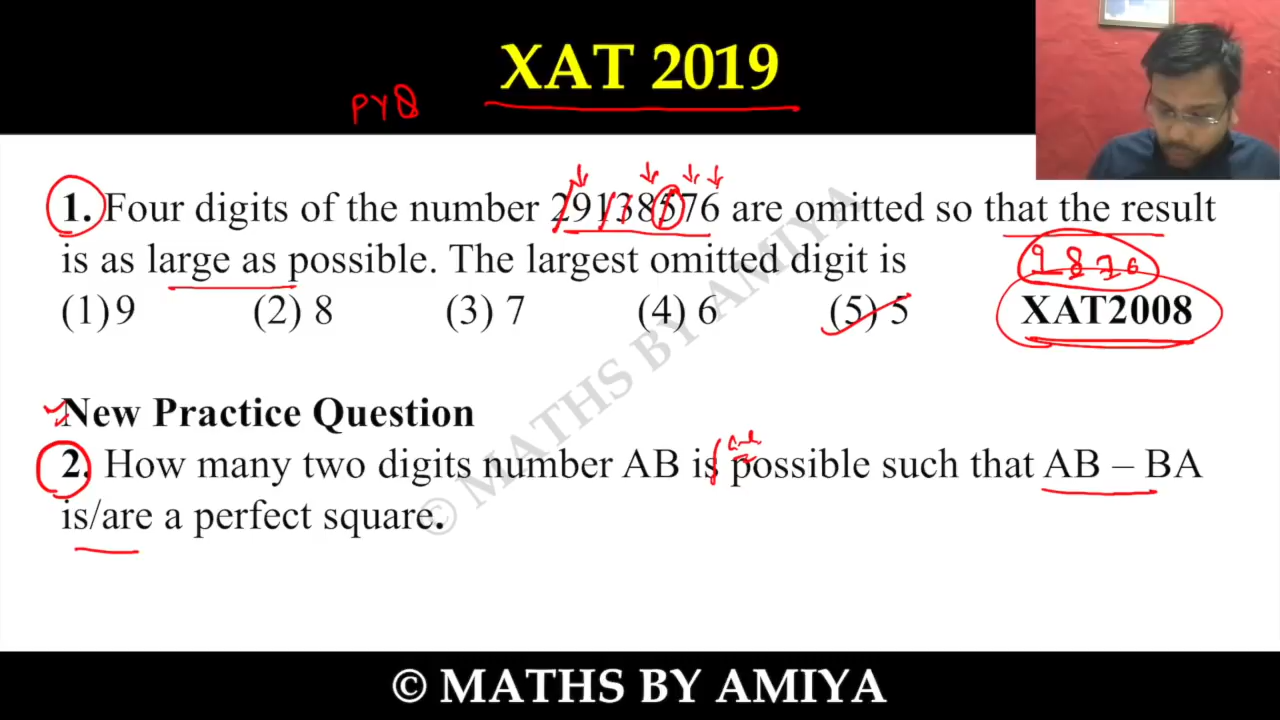 XAT 2019
PYQ
1. Four digits of the number 29138576 are omitted so that the result
is as large as possible. The largest omitted digit is
9876
(1) 9 (2) 8 (3) 7 (4) 6 (5) 5 XAT2008
New Practice Question
2. How many two digits number AB is possible such that AB – BA
is/are a perfect square.
© MATHS BY AMIYA
© MATHS BY AMIYA